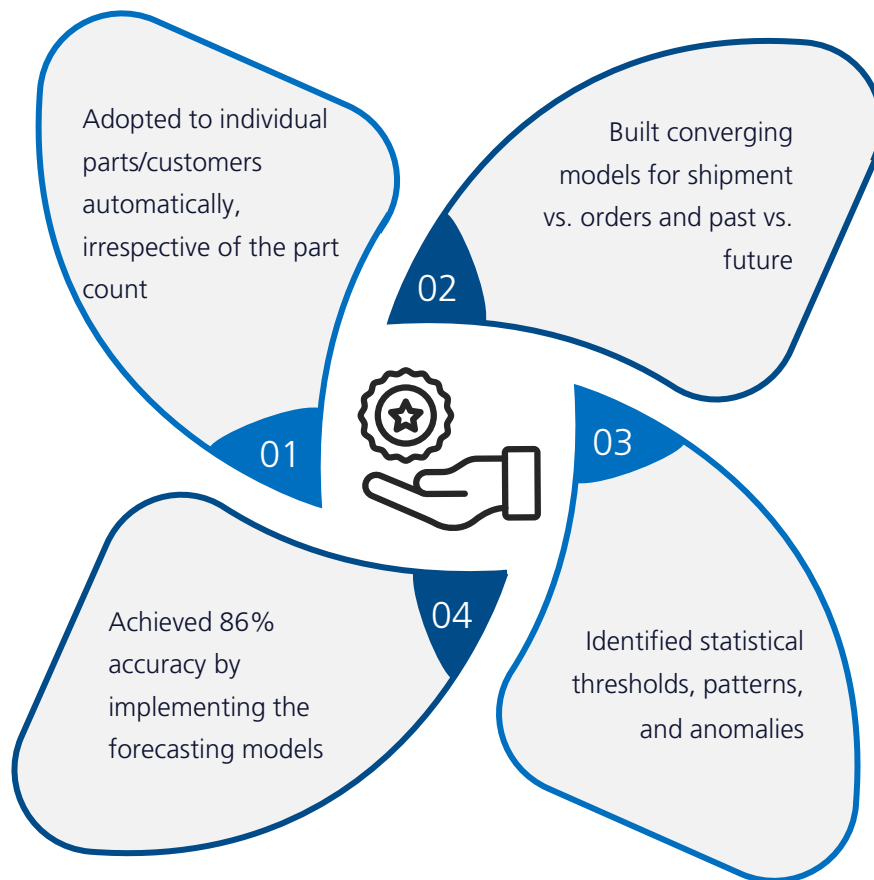 Adopted to individual
parts/customers
automatically,
irrespective of the part
count
01
Built converging
models for shipment
vs. orders and past vs.
future
02
03
Identified statistical
thresholds, patterns,
and anomalies
04
Achieved 86%
accuracy by
implementing the
forecasting models